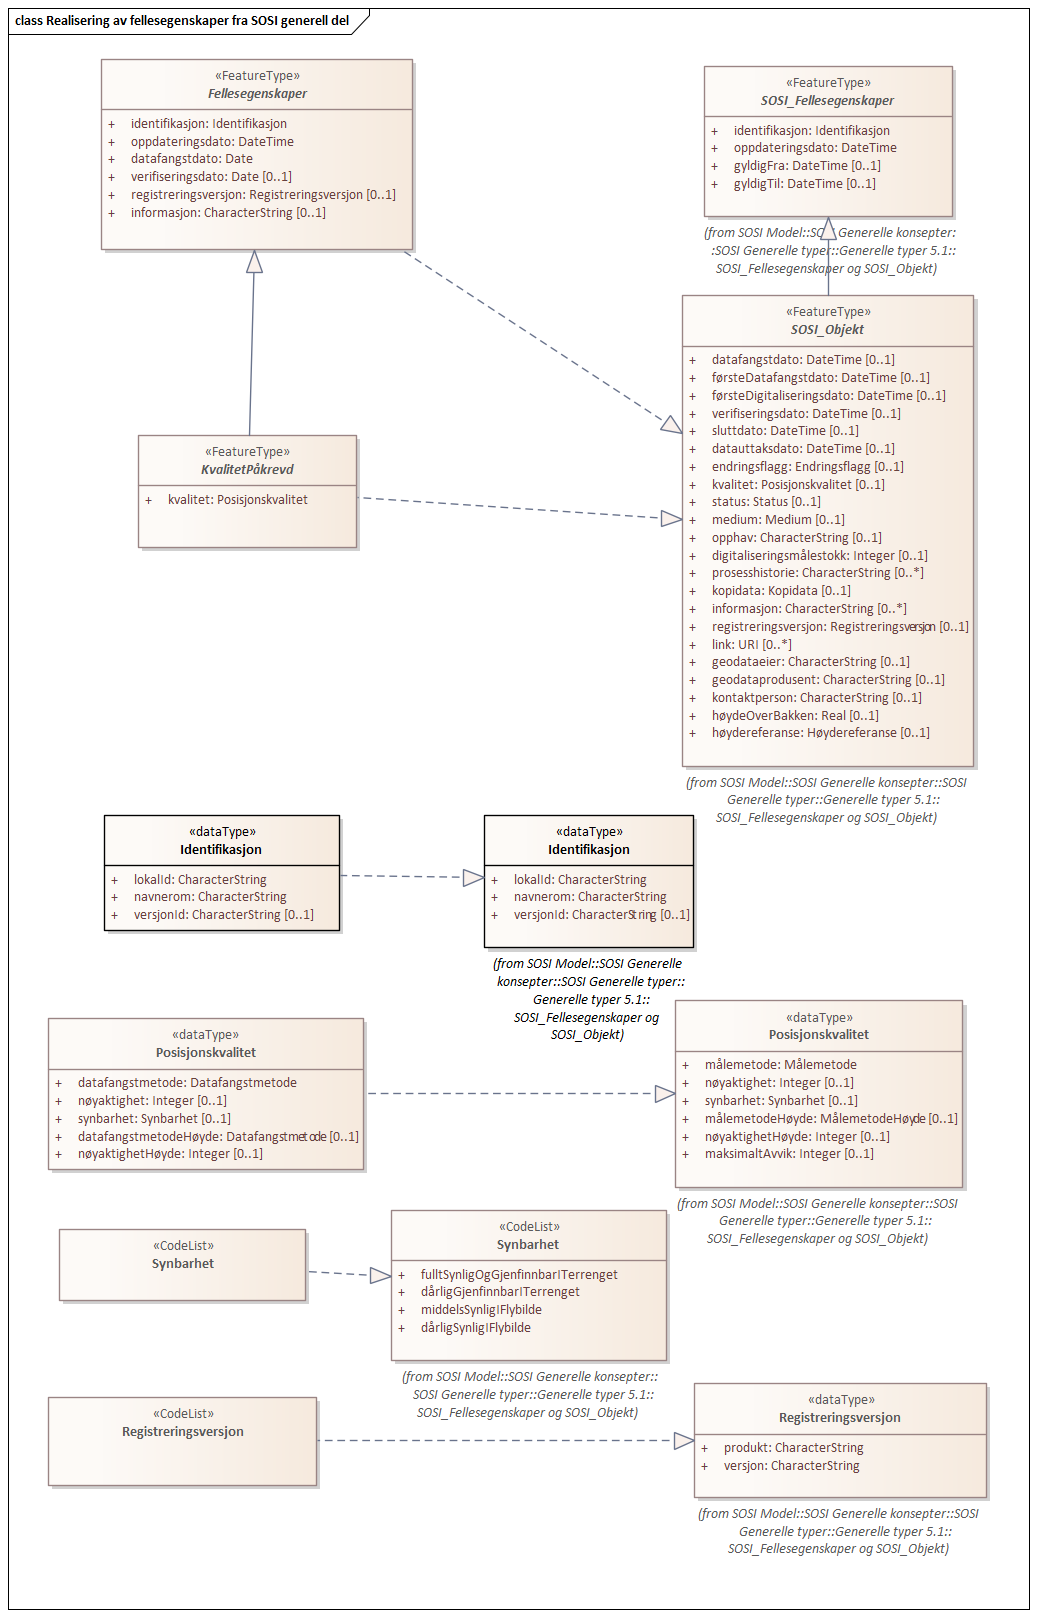 class Realisering av fellesegenskaper fra SOSI generell del
«FeatureType»
Fellesegenskaper
+ identifikasjon: Identifikasjon
+ oppdateringsdato: DateTime
+ datafangstdato: Date
+ verifiseringsdato: Date [0..1]
+ registreringsversjon: Registreringsversjon [0..1]
+ informasjon: CharacterString [0..1]
«FeatureType»
SOSI_Fellesegenskaper
+ identifikasjon: Identifikasjon
+ oppdateringsdato: DateTime
+ gyldigFra: DateTime [0..1]
+ gyldigTil: DateTime [0..1]
(from SOSI Model::SOSI Generelle konsepter:
:SOSI Generelle typer::Generelle typer 5.1::
SOSI_Fellesegenskaper og SOSI_Objekt)
«FeatureType»
SOSI_Objekt
+ datafangstdato: DateTime [0..1]
+ førsteDatafangstdato: DateTime [0..1]
+ førsteDigitaliseringsdato: DateTime [0..1]
+ verifiseringsdato: DateTime [0..1]
+ sluttdato: DateTime [0..1]
+ datauttaksdato: DateTime [0..1]
+ endringsflagg: Endringsflagg [0..1]
+ kvalitet: Posisjonskvalitet [0..1]
+ status: Status [0..1]
+ medium: Medium [0..1]
+ opphav: CharacterString [0..1]
+ digitaliseringsmålestokk: Integer [0..1]
+ prosesshistorie: CharacterString [0..*]
+ kopidata: Kopidata [0..1]
+ informasjon: CharacterString [0..*]
+ registreringsversjon: Registreringsversjon [0..1]
+ link: URI [0..*]
+ geodataeier: CharacterString [0..1]
+ geodataprodusent: CharacterString [0..1]
+ kontaktperson: CharacterString [0..1]
+ høydeOverBakken: Real [0..1]
+ høydereferanse: Høydereferanse [0..1]
(from SOSI Model::SOSI Generelle konsepter::SOSI
Generelle typer::Generelle typer 5.1::
SOSI_Fellesegenskaper og SOSI_Objekt)
«FeatureType»
KvalitetPåkrevd
+ kvalitet: Posisjonskvalitet
«dataType»
Identifikasjon
+ lokalId: CharacterString
+ navnerom: CharacterString
+ versjonId: CharacterString [0..1]
«dataType»
Identifikasjon
+ lokalId: CharacterString
+ navnerom: CharacterString
+ versjonId: CharacterString [0..1]
(from SOSI Model::SOSI Generelle
konsepter::SOSI Generelle typer::
Generelle typer 5.1::
SOSI_Fellesegenskaper og
SOSI_Objekt)
«dataType»
Posisjonskvalitet
+ datafangstmetode: Datafangstmetode
+ nøyaktighet: Integer [0..1]
+ synbarhet: Synbarhet [0..1]
+ datafangstmetodeHøyde: Datafangstmetode [0..1]
+ nøyaktighetHøyde: Integer [0..1]
«dataType»
Posisjonskvalitet
+ målemetode: Målemetode
+ nøyaktighet: Integer [0..1]
+ synbarhet: Synbarhet [0..1]
+ målemetodeHøyde: MålemetodeHøyde [0..1]
+ nøyaktighetHøyde: Integer [0..1]
+ maksimaltAvvik: Integer [0..1]
(from SOSI Model::SOSI Generelle konsepter::SOSI
Generelle typer::Generelle typer 5.1::
SOSI_Fellesegenskaper og SOSI_Objekt)
«CodeList»
Synbarhet
«CodeList»
Synbarhet
+ fulltSynligOgGjenfinnbarITerrenget
+ dårligGjenfinnbarITerrenget
+ middelsSynligIFlybilde
+ dårligSynligIFlybilde
(from SOSI Model::SOSI Generelle konsepter::
SOSI Generelle typer::Generelle typer 5.1::
SOSI_Fellesegenskaper og SOSI_Objekt)
«CodeList»
Registreringsversjon
«dataType»
Registreringsversjon
+ produkt: CharacterString
+ versjon: CharacterString
(from SOSI Model::SOSI Generelle konsepter::SOSI
Generelle typer::Generelle typer 5.1::
SOSI_Fellesegenskaper og SOSI_Objekt)